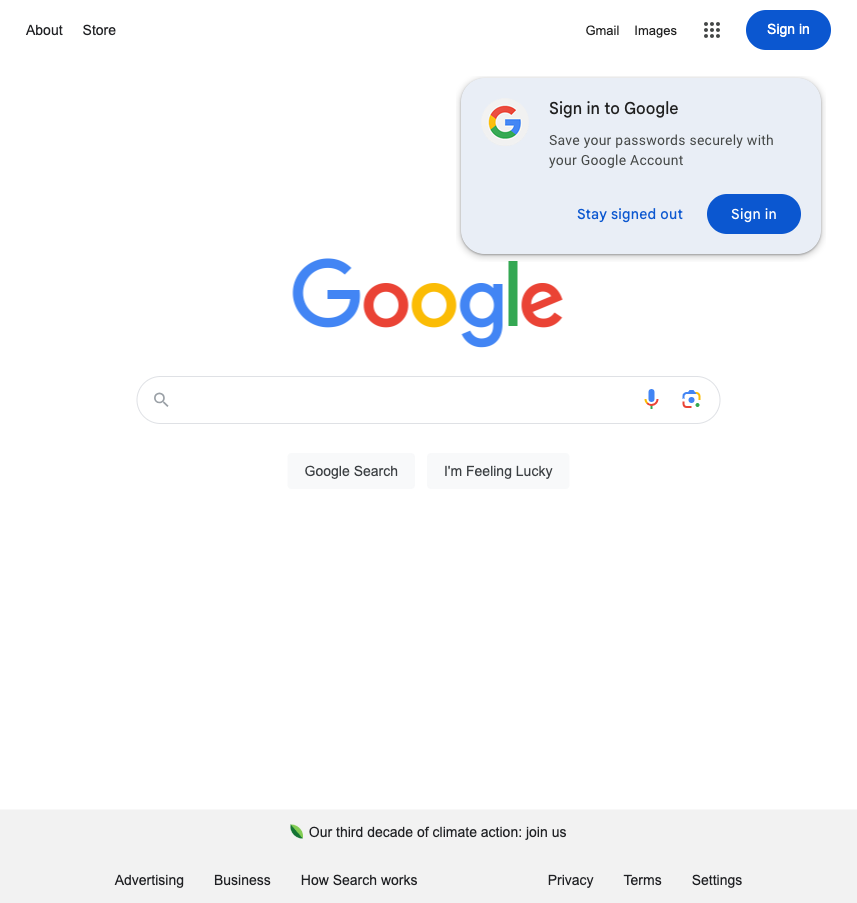 About Store Gmail Images Sign in
Sign in to Google
Save your passwords securely with
your Google Account
Stay signed out Sign in
Google
Google Search I'm Feeling Lucky
Our third decade of climate action: join us
Advertising Business How Search works Privacy Terms Settings